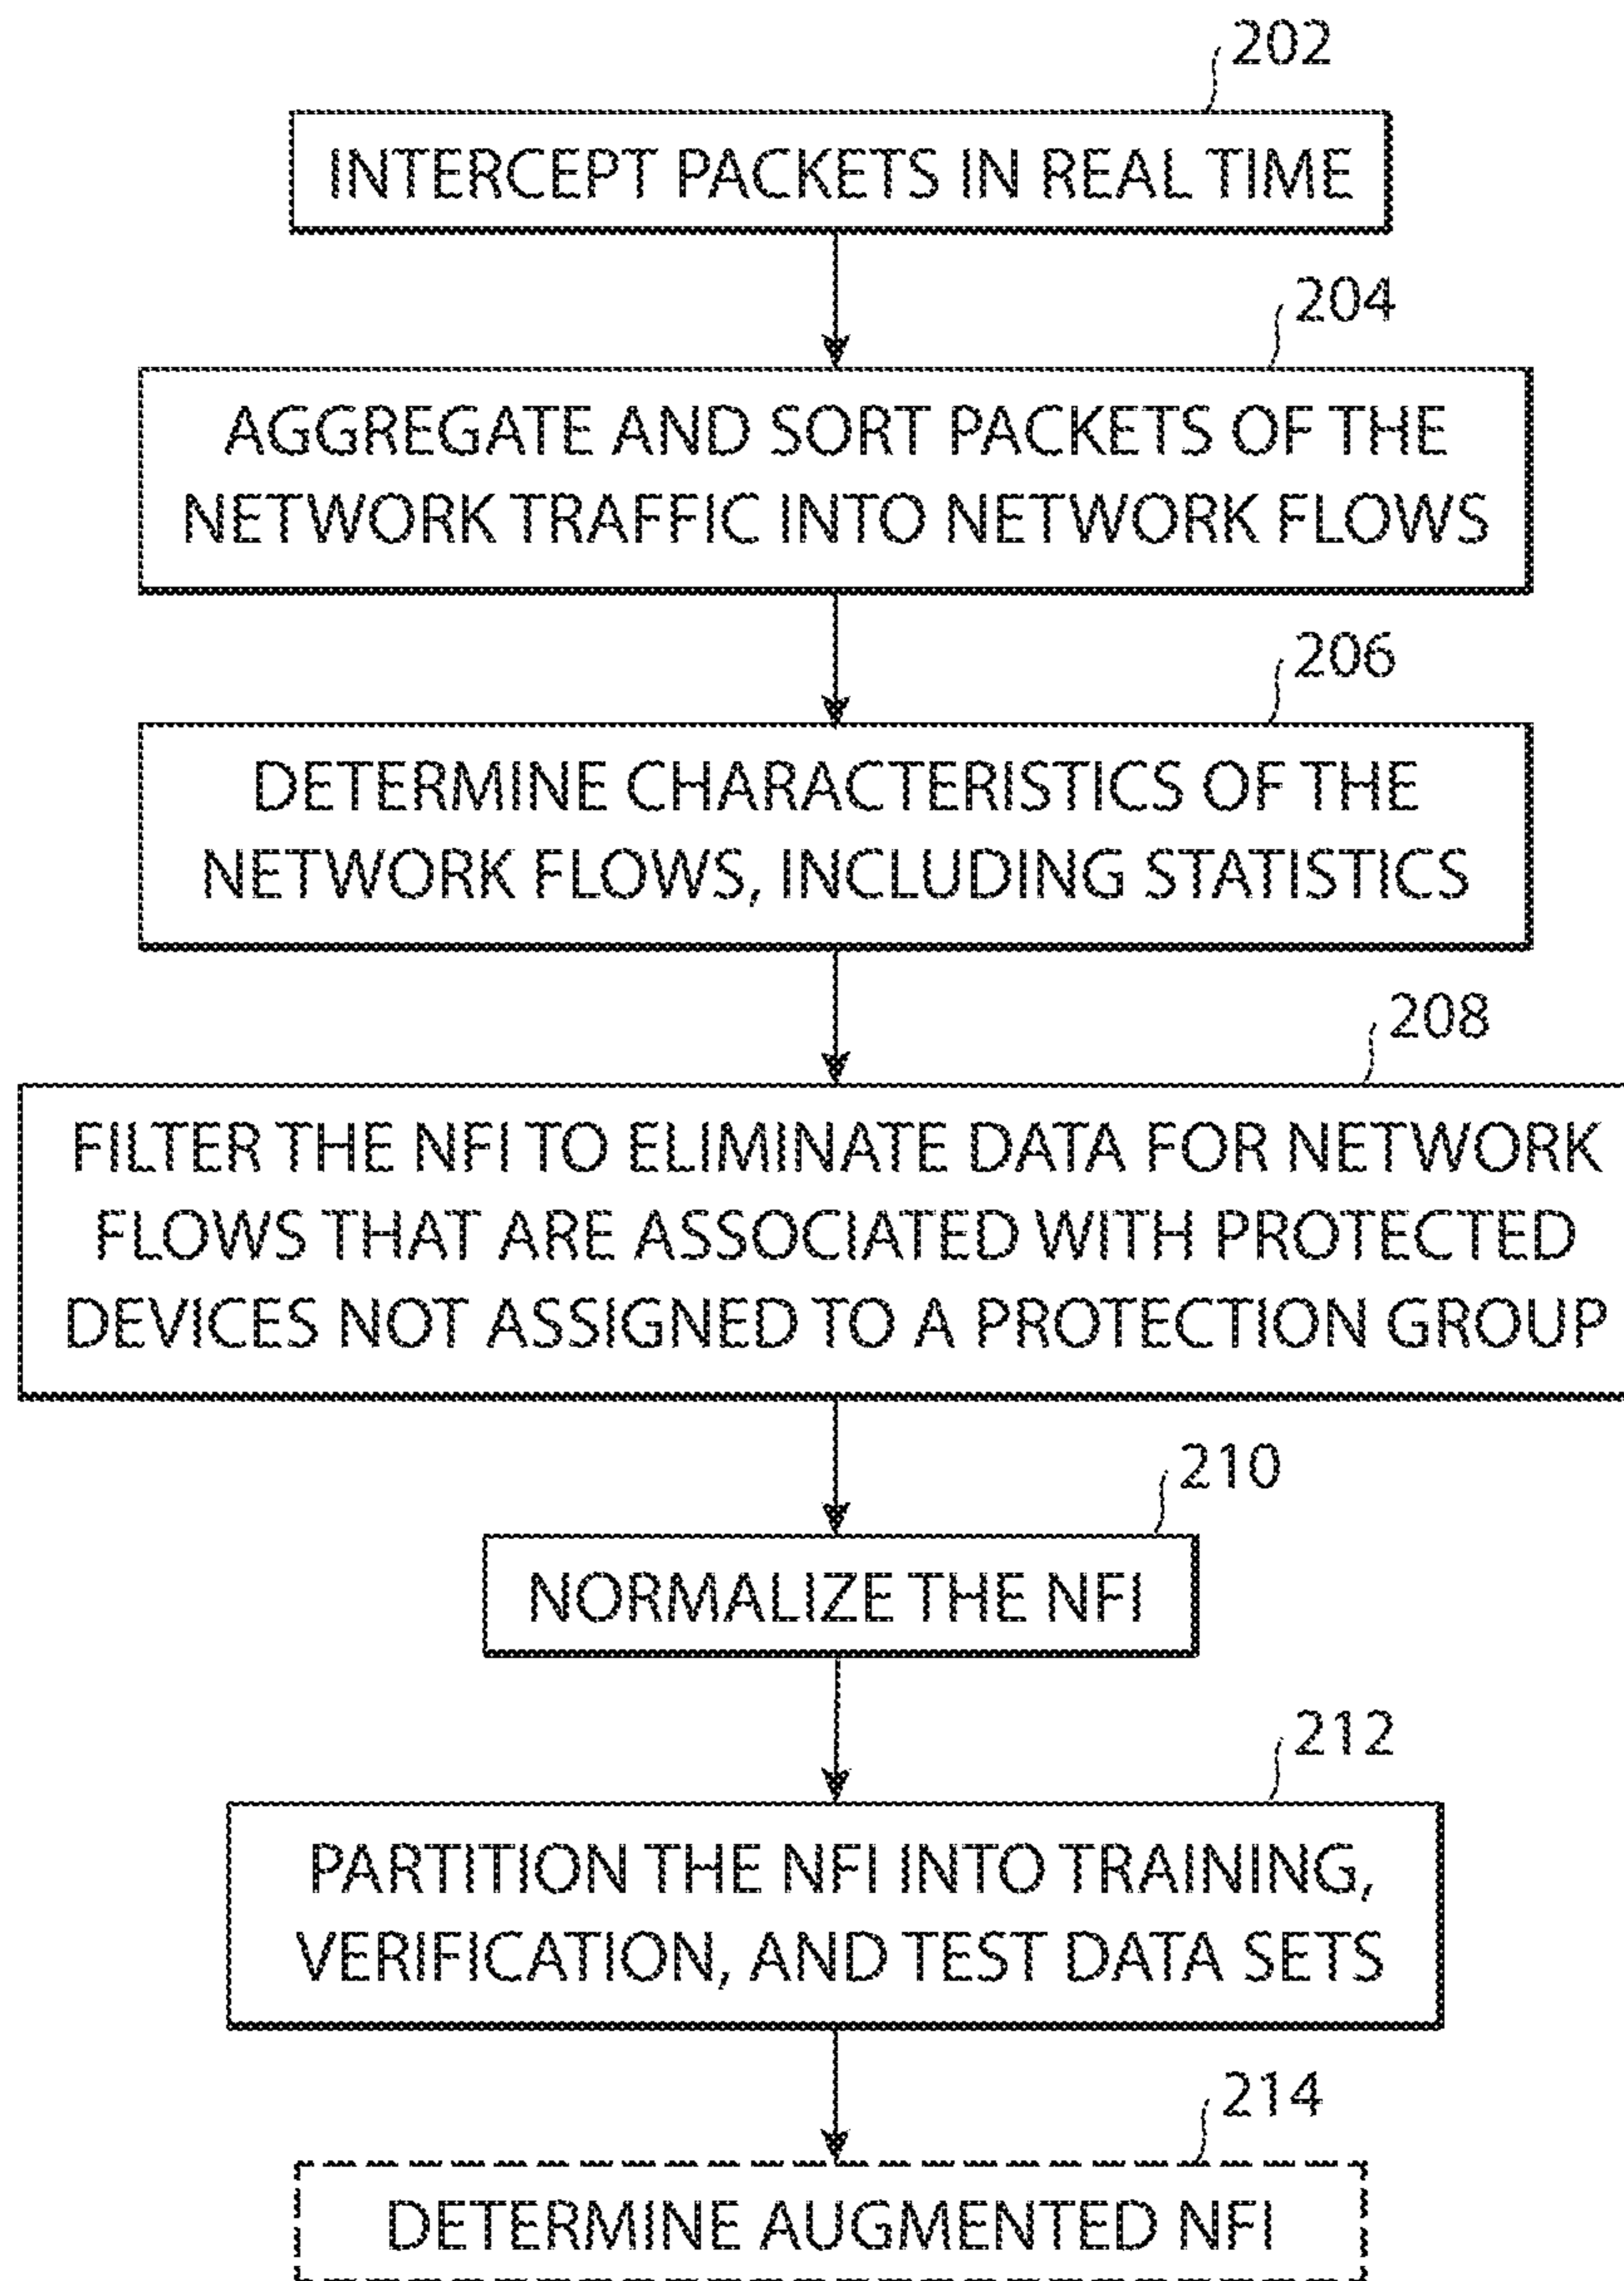 202
INTERCEPT PACKETS IN REAL TIME
204
AGGREGATE AND SORT PACKETS OF THE
NETWORK TRAFFIC INTO NETWORK FLOWS
206
DETERMINE CHARACTERISTICS OF THE
NETWORK FLOWS, INCLUDING STATISTICS
208
FILTER THE NFI TO ELIMINATE DATA FOR NETWORK
FLOWS THAT ARE ASSOCIATED WITH PROTECTED
DEVICES NOT ASSIGNED TO A PROTECTION GROUP
210
NORMALIZE THE NFI
212
PARTITION THE NFI INTO TRAINING,
VERIFICATION, AND TEST DATA SETS
214
DETERMINE AUGMENTED NFI